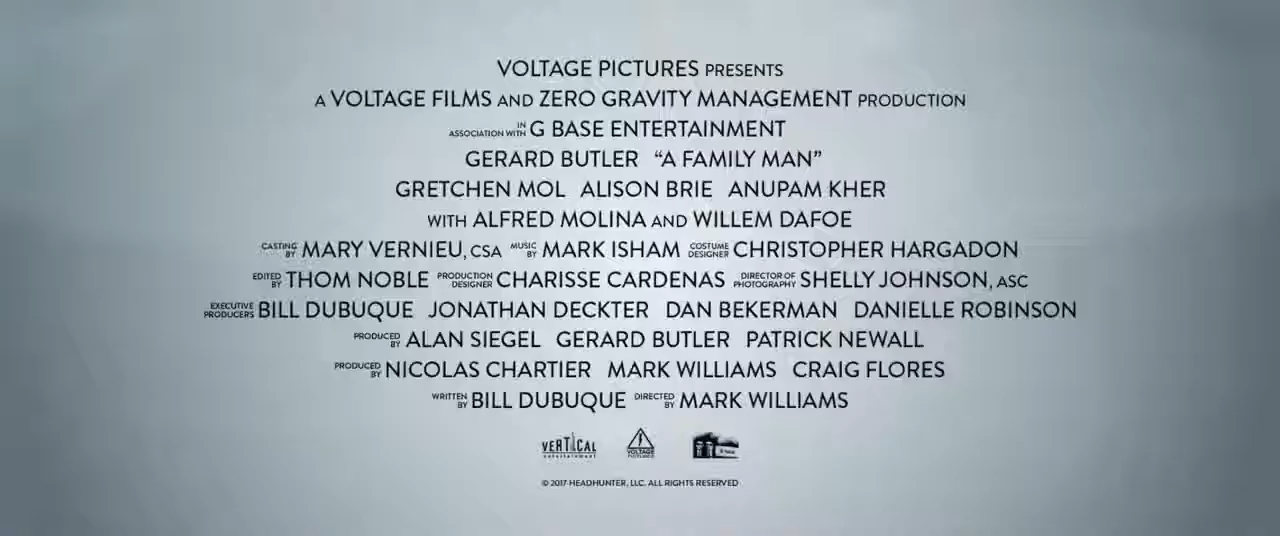 VOLTAGE PICTURES PRESENTS
A VOLTAGE FILMS AND ZERO GRAVITY MANAGEMENT PRODUCTION
IN ASSOCIATION WITH G BASE ENTERTAINMENT
GERARD BUTLER “A FAMILY MAN”
GRETCHEN MOL ALISON BRIE ANUPAM KHER
WITH ALFRED MOLINA AND WILLEM DAFOE
CASTING BY MARY VERNIEU, CSA MUSIC BY MARK ISHAM COSTUME DESIGNER CHRISTOPHER HARGADON
EDITED BY THOM NOBLE PRODUCTION DESIGNER CHARISSE CARDENAS DIRECTOR OF PHOTOGRAPHY SHELLY JOHNSON, ASC
EXECUTIVE PRODUCERS BILL DUBUQUE JONATHAN DECKTER DAN BEKERMAN DANIELLE ROBINSON
PRODUCED BY ALAN SIEGEL GERARD BUTLER PATRICK NEWALL
PRODUCED BY NICOLAS CHARTIER MARK WILLIAMS CRAIG FLORES
WRITTEN BY BILL DUBUQUE DIRECTED BY MARK WILLIAMS
VERTICAL entertainment VOLTAGE PICTURES
© 2017 HEADHUNTER, LLC. ALL RIGHTS RESERVED